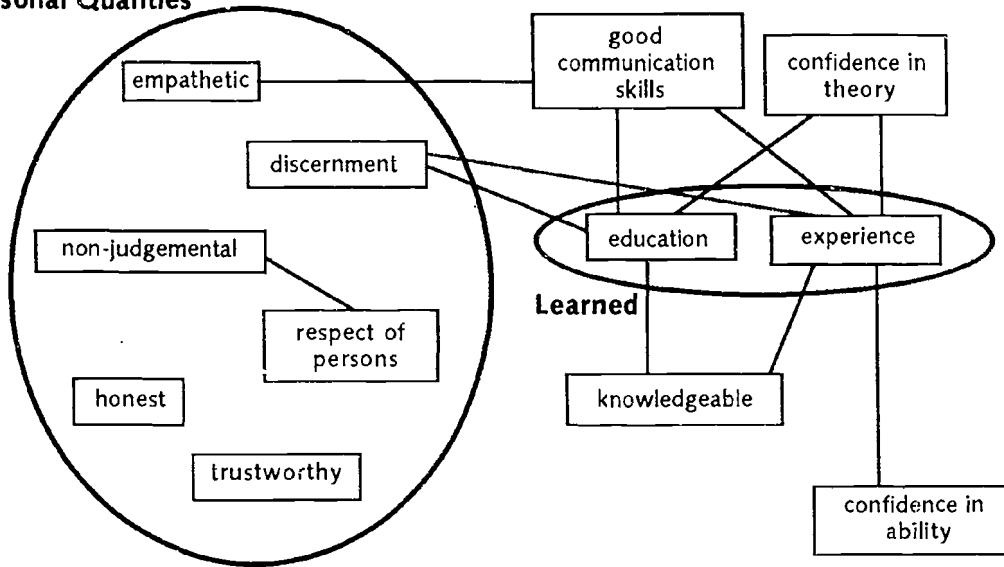 sonal Qualities
good
communication
skills
confidence in
theory
empathetic
discernment
non-judgemental
education
experience
Learned
respect of
persons
honest
knowledgeable
trustworthy
confidence in
ability